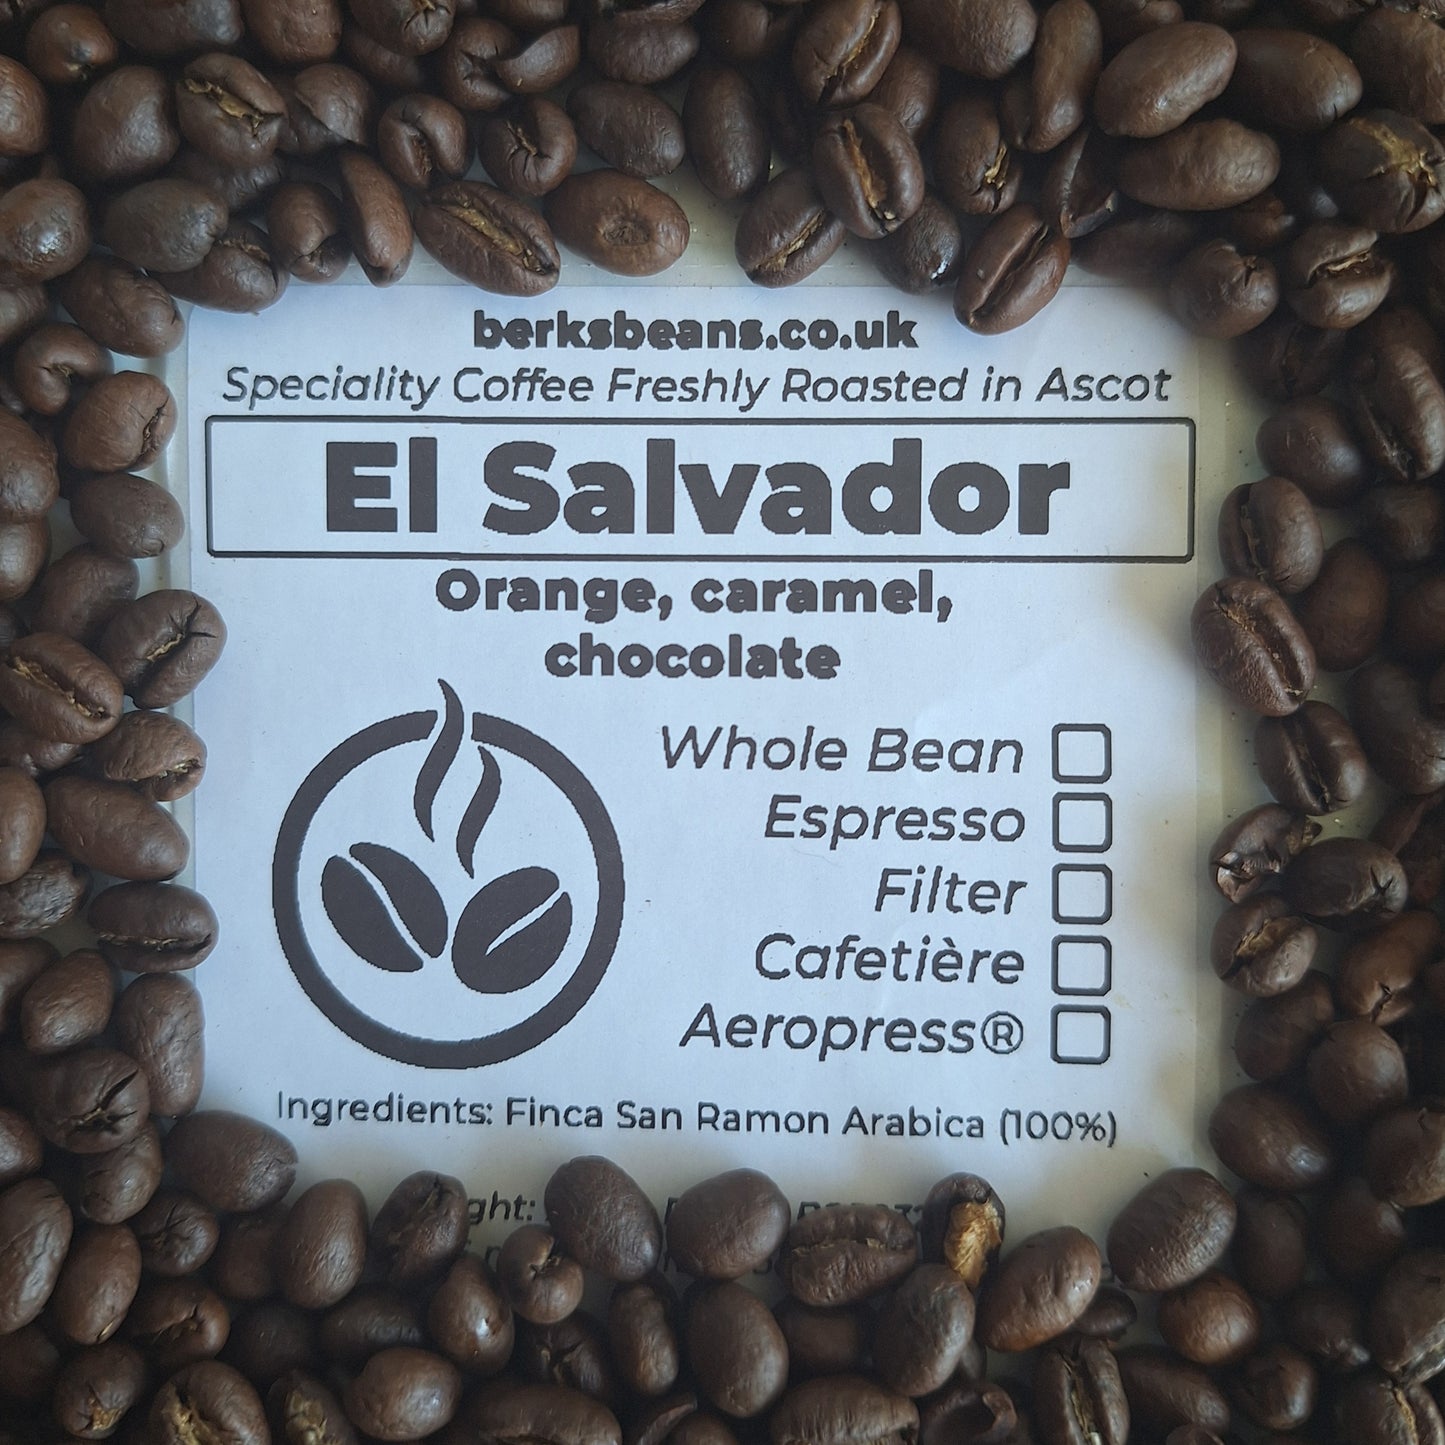 berksbeans.co.uk
Speciality Coffee Freshly Roasted in Ascot
El Salvador
Orange, caramel,
chocolate
Whole Bean
Espresso
Filter
Cafetière
Aeropress®
Ingredients: Finca San Ramon Arabica (100%)